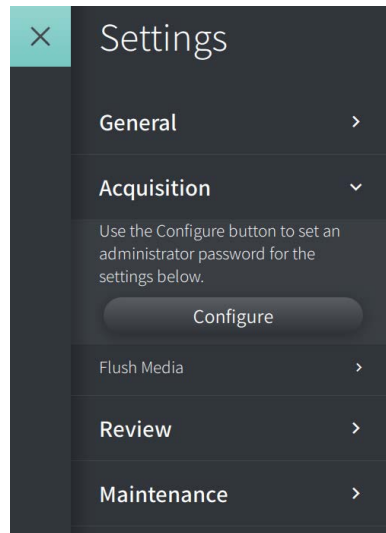 Settings
General
Acquisition
Use the Configure button to set an
administrator password for the
settings below.
Configure
Flush Media
Review
Maintenance